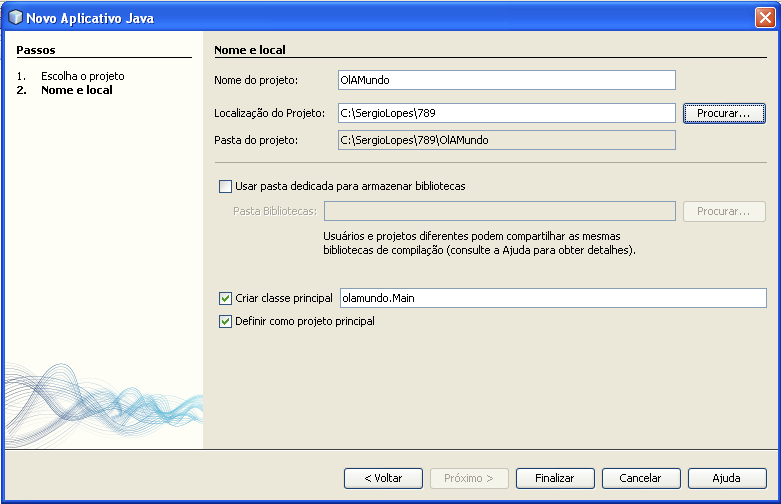 Novo Aplicativo Java
Passos
1. Escolha o projeto
2. Nome e local
Nome e local
Nome do projeto: OlAMundo
Localização do Projeto: C:\SergioLopes\789 Procurar...
Pasta do projeto: C:\SergioLopes\789\OlAMundo
Usar pasta dedicada para armazenar bibliotecas
Pasta Bibliotecas: Procurar...
Usuários e projetos diferentes podem compartilhar as mesmas
bibliotecas de compilação (consulte a Ajuda para obter detalhes).
Criar classe principal olamundo.Main
Definir como projeto principal
< Voltar Próximo > Finalizar Cancelar Ajuda